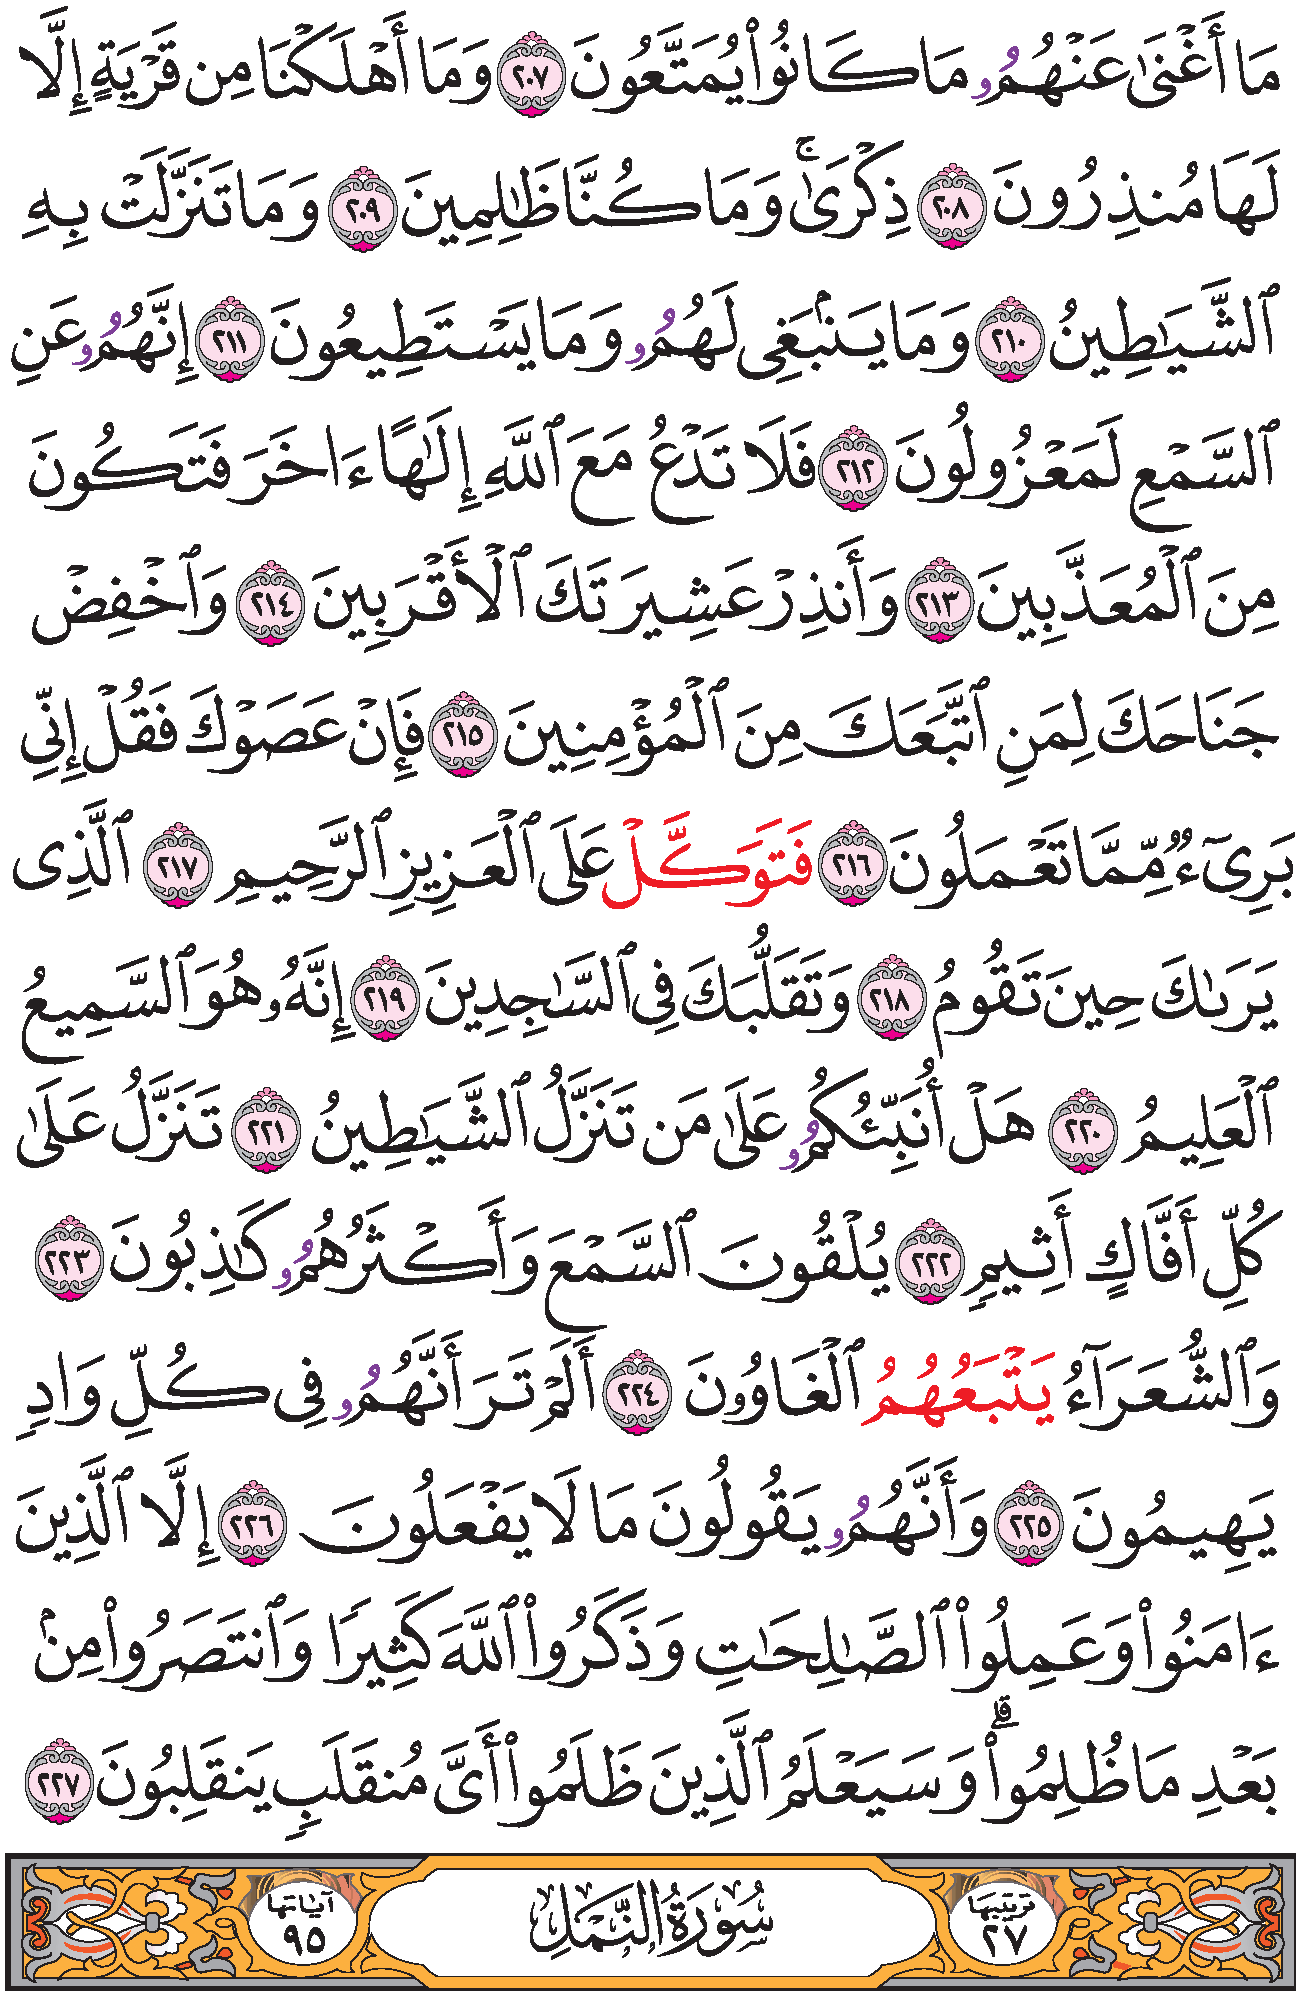 مَا أَغْنَىٰ عَنْهُمُۥ مَا كَانُوا۟ يُمَتَّعُونَ ٢٠٧ وَمَا أَهْلَكْنَا مِن قَرْيَةٍ إِلَّا
لَهَا مُنذِرُونَ ٢٠٨ ذِكْرَىٰ ۚ وَمَا كُنَّا ظَٰلِمِينَ ٢٠٩ وَمَا تَنَزَّلَتْ بِهِ
ٱلشَّيَٰطِينُ ٢١٠ وَمَا يَنۢبَغِى لَهُمُۥ وَمَا يَسْتَطِيعُونَ ٢١١ إِنَّهُمُۥ عَنِ
ٱلسَّمْعِ لَمَعْزُولُونَ ٢١٢ فَلَا تَدْعُ مَعَ ٱللَّهِ إِلَٰهًا ءَاخَرَ فَتَكُونَ
مِنَ ٱلْمُعَذَّبِينَ ٢١٣ وَأَنذِرْ عَشِيرَتَكَ ٱلْأَقْرَبِينَ ٢١٤ وَٱخْفِضْ
جَنَاحَكَ لِمَنِ ٱتَّبَعَكَ مِنَ ٱلْمُؤْمِنِينَ ٢١٥ فَإِنْ عَصَوْكَ فَقُلْ إِنِّي
بَرِىٓءٌ مِّمَّا تَعْمَلُونَ ٢١٦ فَتَوَكَّلْ عَلَى ٱلْعَزِيزِ ٱلرَّحِيمِ ٢١٧ ٱلَّذِى
يَرَىٰكَ حِينَ تَقُومُ ٢١٨ وَتَقَلُّبَكَ فِي ٱلسَّٰجِدِينَ ٢١٩ إِنَّهُۥ هُوَ ٱلسَّمِيعُ
ٱلْعَلِيمُ ٢٢٠ هَلْ أُنَبِّئُكُمُۥ عَلَىٰ مَن تَنَزَّلُ ٱلشَّيَٰطِينُ ٢٢١ تَنَزَّلُ عَلَىٰ
كُلِّ أَفَّاكٍ أَثِيمٍ ٢٢٢ يُلْقُونَ ٱلسَّمْعَ وَأَكْثَرُهُمُۥ كَٰذِبُونَ ٢٢٣
وَٱلشُّعَرَآءُ يَتْبَعُهُمُ ٱلْغَاوُۥنَ ٢٢٤ أَلَمْ تَرَ أَنَّهُمُۥ فِى كُلِّ وَادٍ
يَهِيمُونَ ٢٢٥ وَأَنَّهُمُۥ يَقُولُونَ مَا لَا يَفْعَلُونَ ٢٢٦ إِلَّا ٱلَّذِينَ
ءَامَنُوا۟ وَعَمِلُوا۟ ٱلصَّٰلِحَٰتِ وَذَكَرُوا۟ ٱللَّهَ كَثِيرًا وَٱنتَصَرُوا۟ مِنۢ
بَعْدِ مَا ظُلِمُوا۟ ۗ وَسَيَعْلَمُ ٱلَّذِينَ ظَلَمُوا۟ أَىَّ مُنقَلَبٍ يَنقَلِبُونَ ٢٢٧
ترتيبها ٢٧ سُورَةُ النَّمْلِ آياتها ٩٥